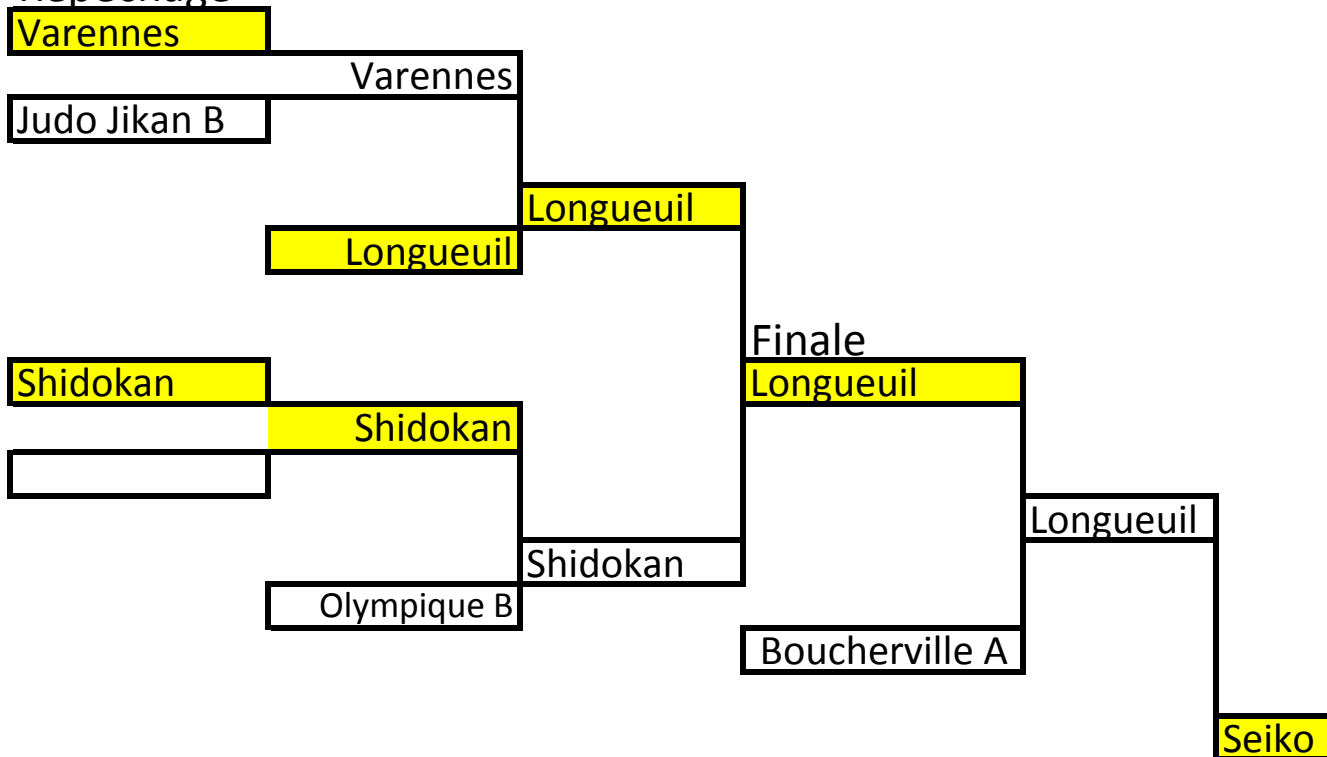 Varennes
Varennes
Judo Jikan B
Longueuil
Longueuil
Finale
Shidokan
Longueuil
Shidokan
Longueuil
Shidokan
Olympique B
Boucherville A
Seiko